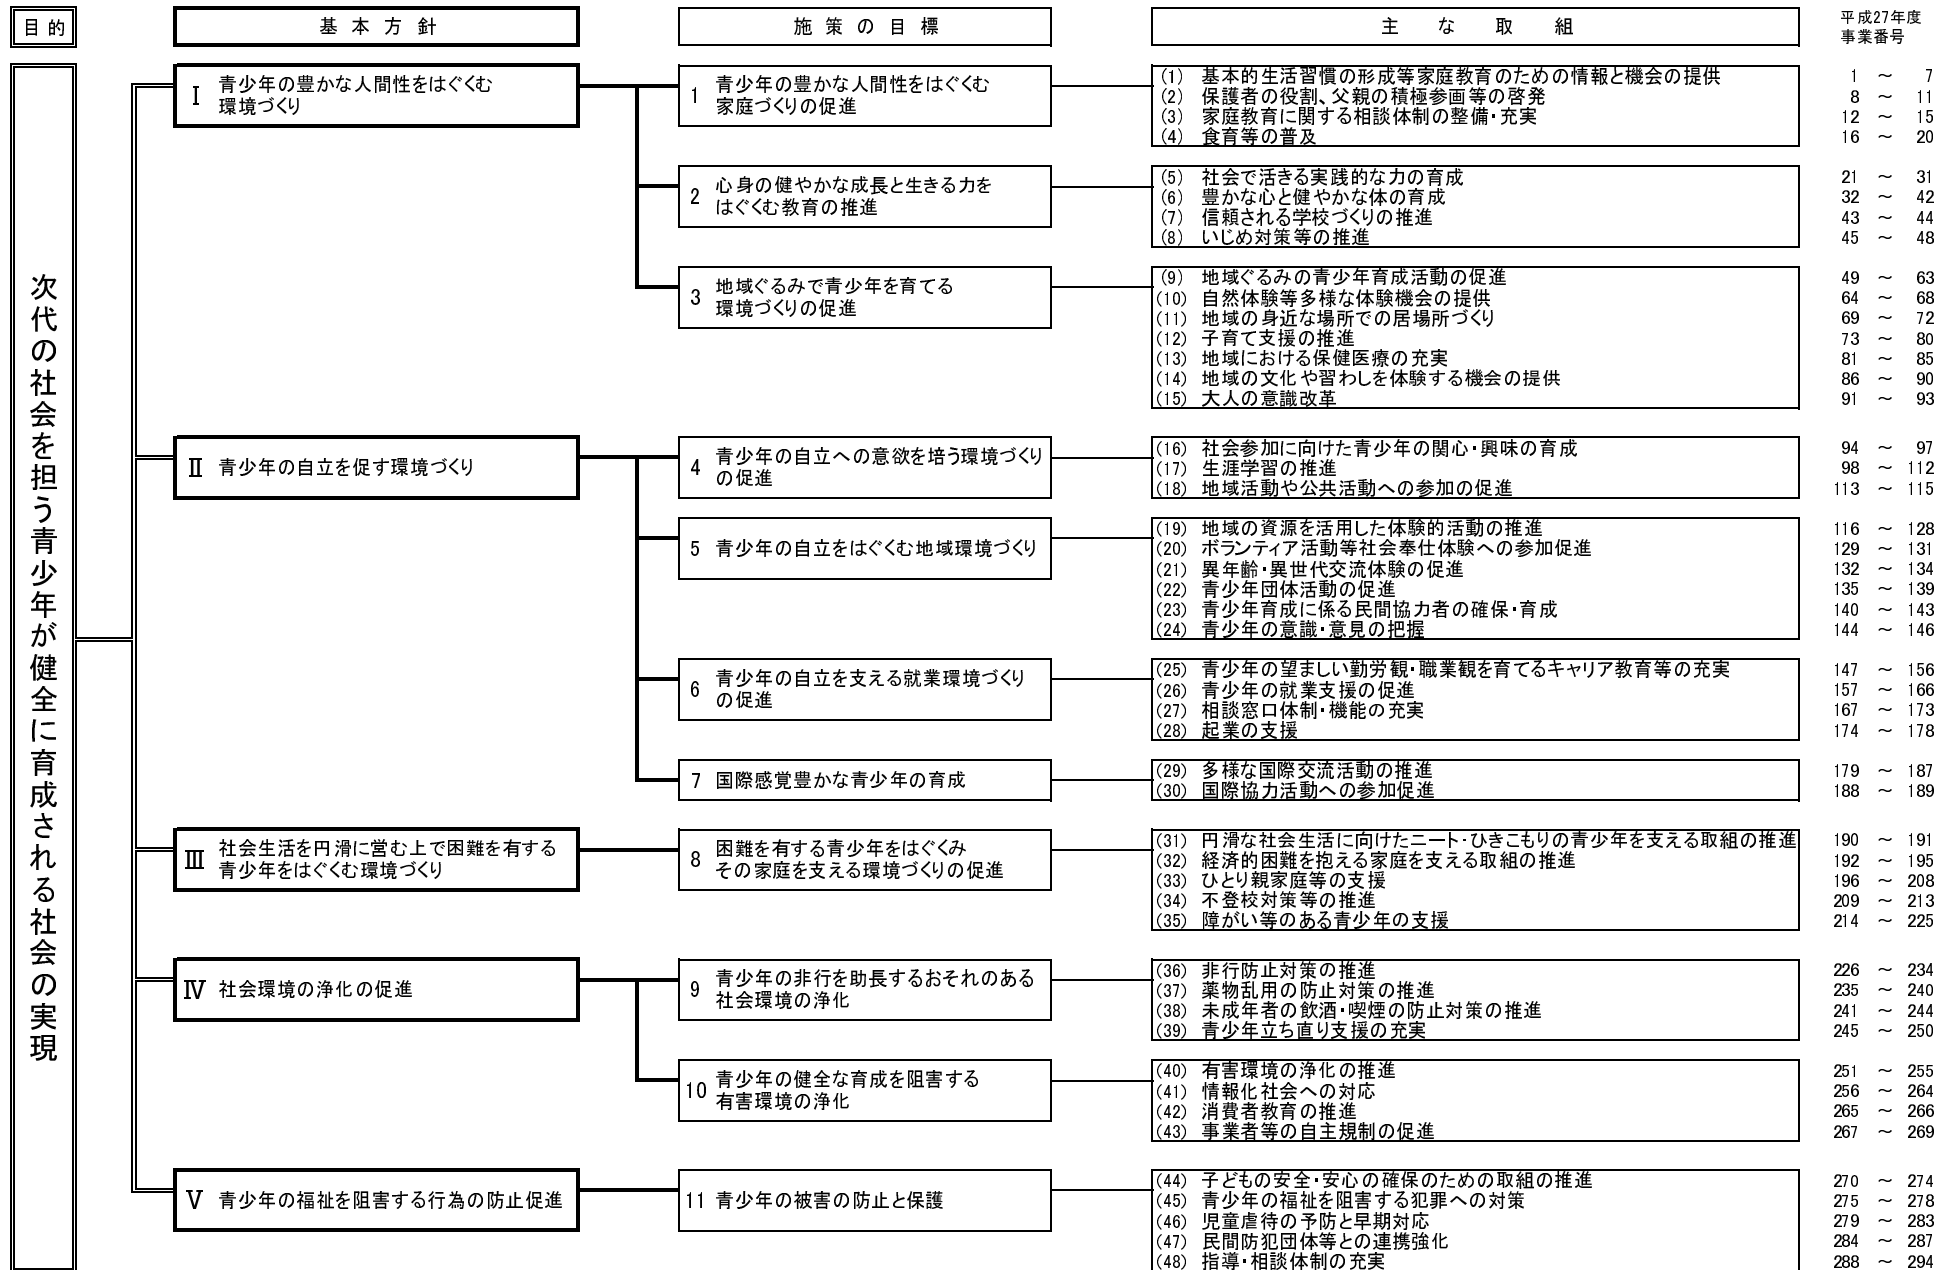 目的
基本方針
施策の目標
主な取組
平成27年度
事業番号
次代の社会を担う青少年が健全に育成される社会の実現
Ⅰ 青少年の豊かな人間性をはぐくむ
環境づくり
1 青少年の豊かな人間性をはぐくむ
家庭づくりの促進
(1) 基本的生活習慣の形成等家庭教育のための情報と機会の提供 1 ～ 7
(2) 保護者の役割、父親の積極参画等の啓発 8 ～ 11
(3) 家庭教育に関する相談体制の整備・充実 12 ～ 15
(4) 食育等の普及 16 ～ 20
2 心身の健やかな成長と生きる力を
はぐくむ教育の推進
(5) 社会で活きる実践的な力の育成 21 ～ 31
(6) 豊かな心と健やかな体の育成 32 ～ 42
(7) 信頼される学校づくりの推進 43 ～ 44
(8) いじめ対策等の推進 45 ～ 48
3 地域ぐるみで青少年を育てる
環境づくりの促進
(9) 地域ぐるみの青少年育成活動の促進 49 ～ 63
(10) 自然体験等多様な体験機会の提供 64 ～ 68
(11) 地域の身近な場所での居場所づくり 69 ～ 72
(12) 子育て支援の推進 73 ～ 80
(13) 地域における保健医療の充実 81 ～ 85
(14) 地域の文化や習わしを体験する機会の提供 86 ～ 90
(15) 大人の意識改革 91 ～ 93
Ⅱ 青少年の自立を促す環境づくり
4 青少年の自立への意欲を培う環境づくり
の促進
(16) 社会参加に向けた青少年の関心・興味の育成 94 ～ 97
(17) 生涯学習の推進 98 ～ 112
(18) 地域活動や公共活動への参加の促進 113 ～ 115
5 青少年の自立をはぐくむ地域環境づくり
(19) 地域の資源を活用した体験的活動の推進 116 ～ 128
(20) ボランティア活動等社会奉仕体験への参加促進 129 ～ 131
(21) 異年齢・異世代交流体験の促進 132 ～ 134
(22) 青少年団体活動の促進 135 ～ 139
(23) 青少年育成に係る民間協力者の確保・育成 140 ～ 143
(24) 青少年の意識・意見の把握 144 ～ 146
6 青少年の自立を支える就業環境づくり
の促進
(25) 青少年の望ましい勤労観・職業観を育てるキャリア教育等の充実 147 ～ 156
(26) 青少年の就業支援の促進 157 ～ 166
(27) 相談窓口体制・機能の充実 167 ～ 173
(28) 起業の支援 174 ～ 178
7 国際感覚豊かな青少年の育成
(29) 多様な国際交流活動の推進 179 ～ 187
(30) 国際協力活動への参加促進 188 ～ 189
Ⅲ 社会生活を円滑に営む上で困難を有する
青少年をはぐくむ環境づくり
8 困難を有する青少年をはぐくみ
その家庭を支える環境づくりの促進
(31) 円滑な社会生活に向けたニート・ひきこもりの青少年を支える取組の推進 190 ～ 191
(32) 経済的困難を抱える家庭を支える取組の推進 192 ～ 195
(33) ひとり親家庭等の支援 196 ～ 208
(34) 不登校対策等の推進 209 ～ 213
(35) 障がい等のある青少年の支援 214 ～ 225
Ⅳ 社会環境の浄化の促進
9 青少年の非行を助長するおそれのある
社会環境の浄化
(36) 非行防止対策の推進 226 ～ 234
(37) 薬物乱用の防止対策の推進 235 ～ 240
(38) 未成年者の飲酒・喫煙の防止対策の推進 241 ～ 244
(39) 青少年立ち直り支援の充実 245 ～ 250
10 青少年の健全な育成を阻害する
有害環境の浄化
(40) 有害環境の浄化の推進 251 ～ 255
(41) 情報化社会への対応 256 ～ 264
(42) 消費者教育の推進 265 ～ 266
(43) 事業者等の自主規制の促進 267 ～ 269
Ⅴ 青少年の福祉を阻害する行為の防止促進
11 青少年の被害の防止と保護
(44) 子どもの安全・安心の確保のための取組の推進 270 ～ 274
(45) 青少年の福祉を阻害する犯罪への対策 275 ～ 278
(46) 児童虐待の予防と早期対応 279 ～ 283
(47) 民間防犯団体等との連携強化 284 ～ 287
(48) 指導・相談体制の充実 288 ～ 294